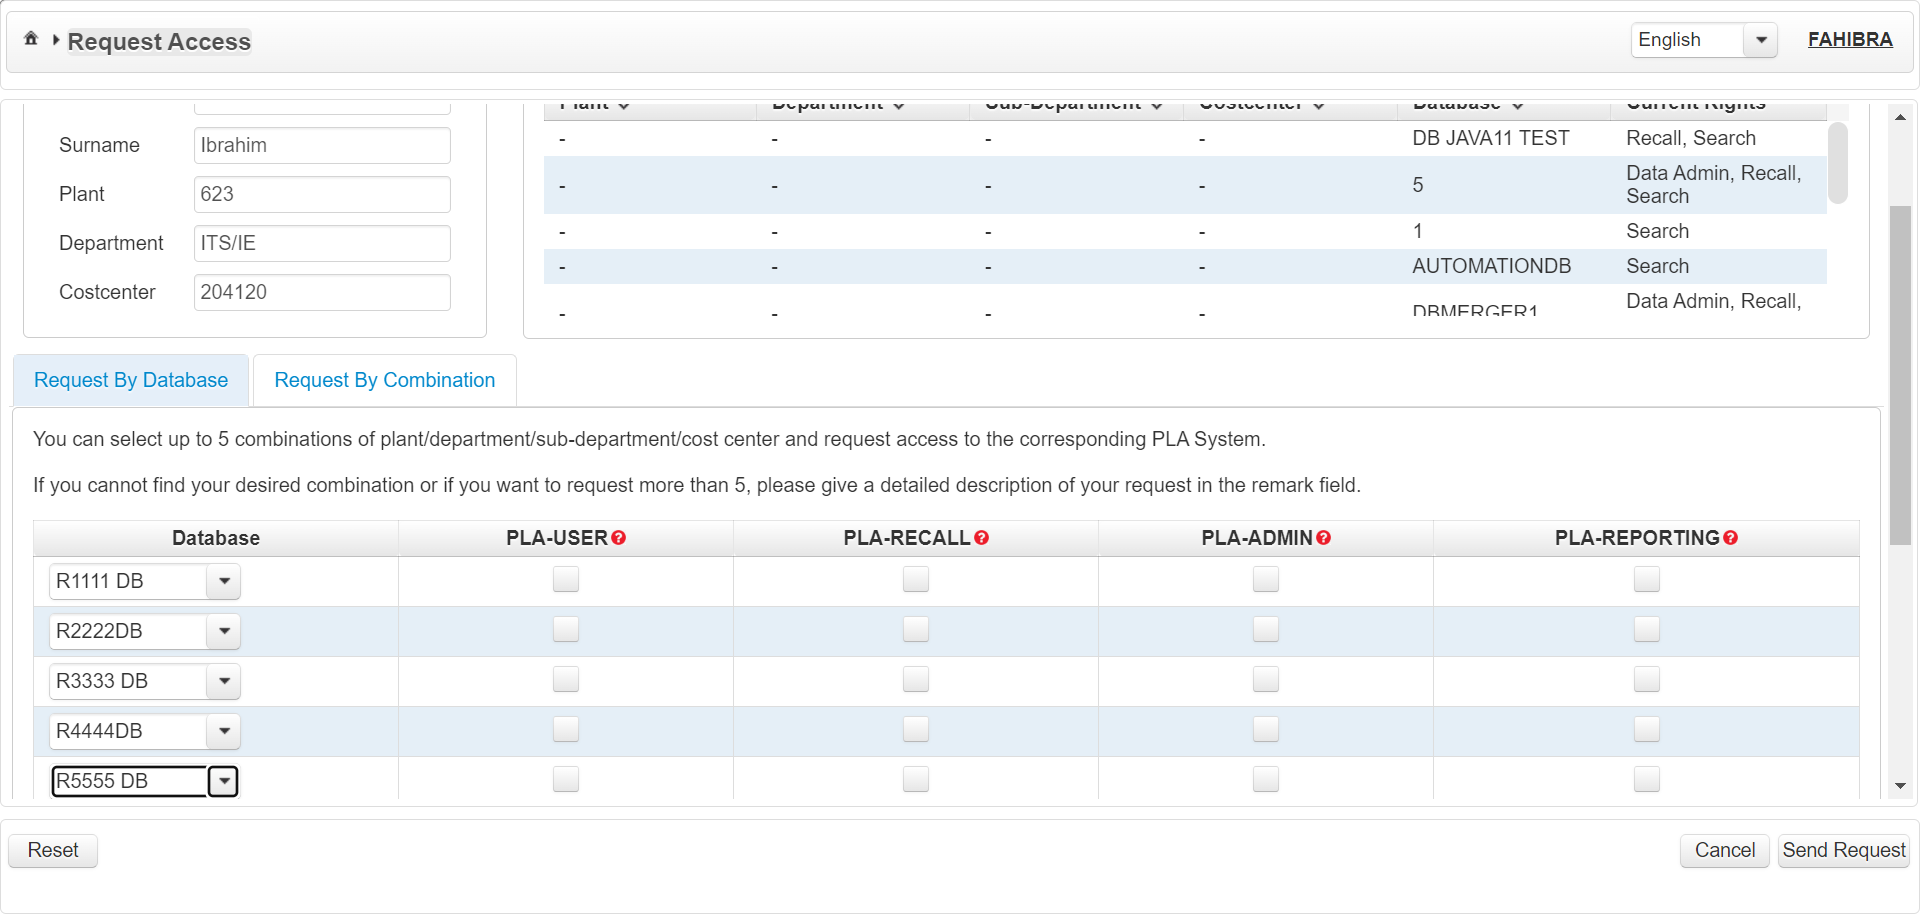 Request Access
English
FAHIBRA
Plant Department Sub-Department Costcenter Database Current Rights
Surname Ibrahim
Plant 623
Department ITS/IE
Costcenter 204120
- - - - DB JAVA11 TEST Recall, Search
- - - - 5 Data Admin, Recall, Search
- - - - 1 Search
- - - - AUTOMATIONDB Search
- - - - DBMERGER1 Data Admin, Recall,
Request By Database Request By Combination
You can select up to 5 combinations of plant/department/sub-department/cost center and request access to the corresponding PLA System.
If you cannot find your desired combination or if you want to request more than 5, please give a detailed description of your request in the remark field.
Database PLA-USER? PLA-RECALL? PLA-ADMIN? PLA-REPORTING?
R1111 DB
R2222DB
R3333 DB
R4444DB
R5555 DB
Reset Cancel Send Request